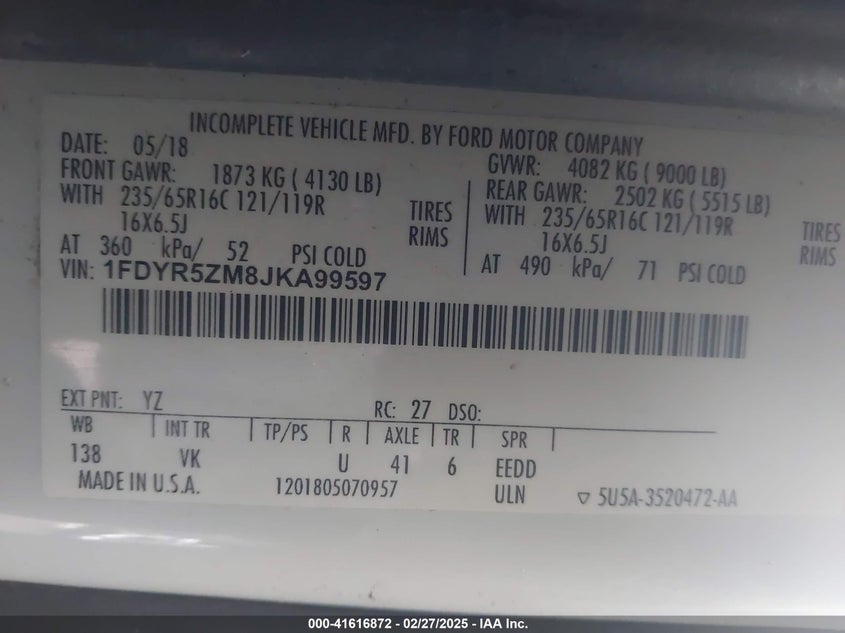 INCOMPLETE VEHICLE MFD. BY FORD MOTOR COMPANY
DATE: 05/18 GVWR: 4082 KG ( 9000 LB)
FRONT GAWR: 1873 KG ( 4130 LB) REAR GAWR: 2502 KG ( 5515 LB)
WITH 235/65R16C 121/119R TIRES WITH 235/65R16C 121/119R TIRES
16X6.5J RIMS 16X6.5J RIMS
AT 360 kPa/ 52 PSI COLD AT 490 kPa/ 71 PSI COLD
VIN: 1FDYR5ZM8JKA99597
EXT PNT: YZ RC: 27 DSO:
WB INT TR TP/PS R AXLE TR SPR
138 VK U 41 6 EEDD
MADE IN U.S.A. 1201805070957 ULN ▽ 5U5A-3520472-AA
000-41616872 - 02/27/2025 - IAA Inc.